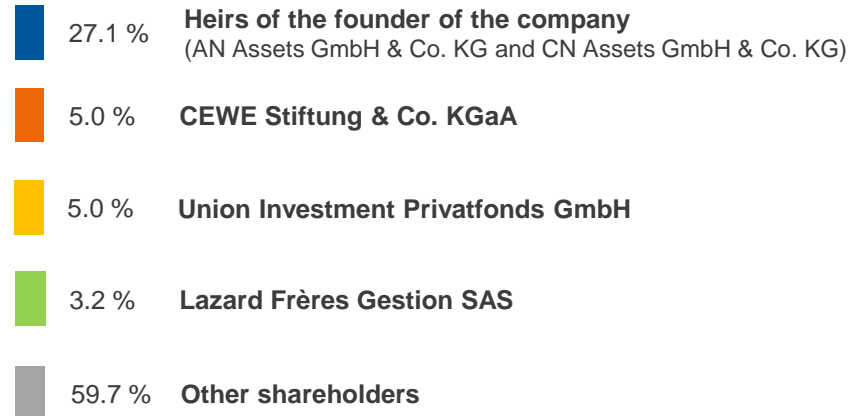 27.1 % Heirs of the founder of the company
(AN Assets GmbH & Co. KG and CN Assets GmbH & Co. KG)
5.0 % CEWE Stiftung & Co. KGaA
5.0 % Union Investment Privatfonds GmbH
3.2 % Lazard Frères Gestion SAS
59.7 % Other shareholders